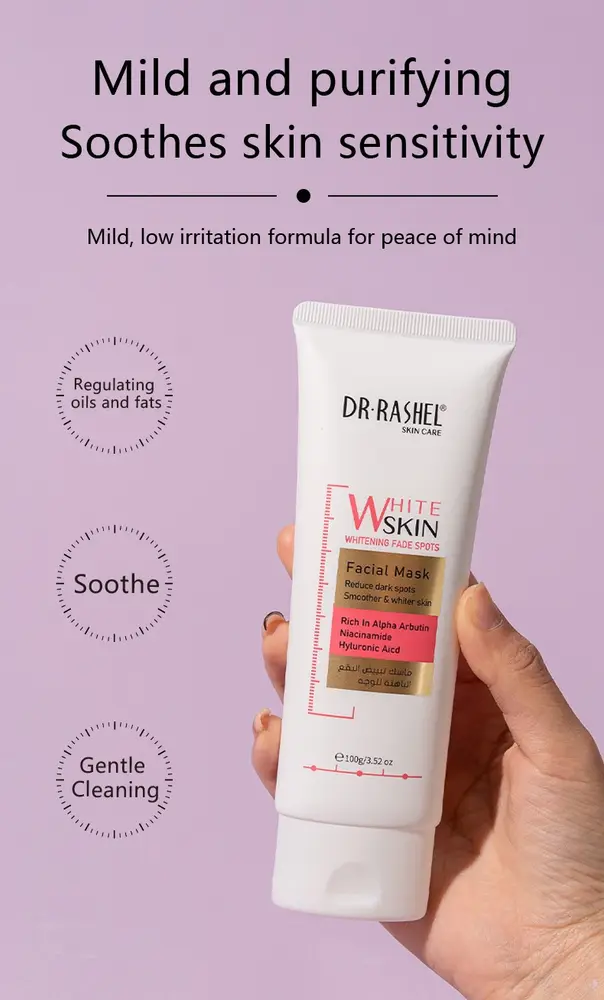 Mild and purifying
Soothes skin sensitivity
Mild, low irritation formula for peace of mind
Regulating
oils and fats
Soothe
Gentle
Cleaning
DR·RASHEL®
SKIN CARE
WHITE
SKIN
WHITENING FADE SPOTS
Facial Mask
Reduce dark spots
Smoother & whiter skin
Rich In Alpha Arbutin
Niacinamide
Hyluronic Aicd
ماسك تبييض البقع
الباهتة للوجه
℮100g/3.52 oz